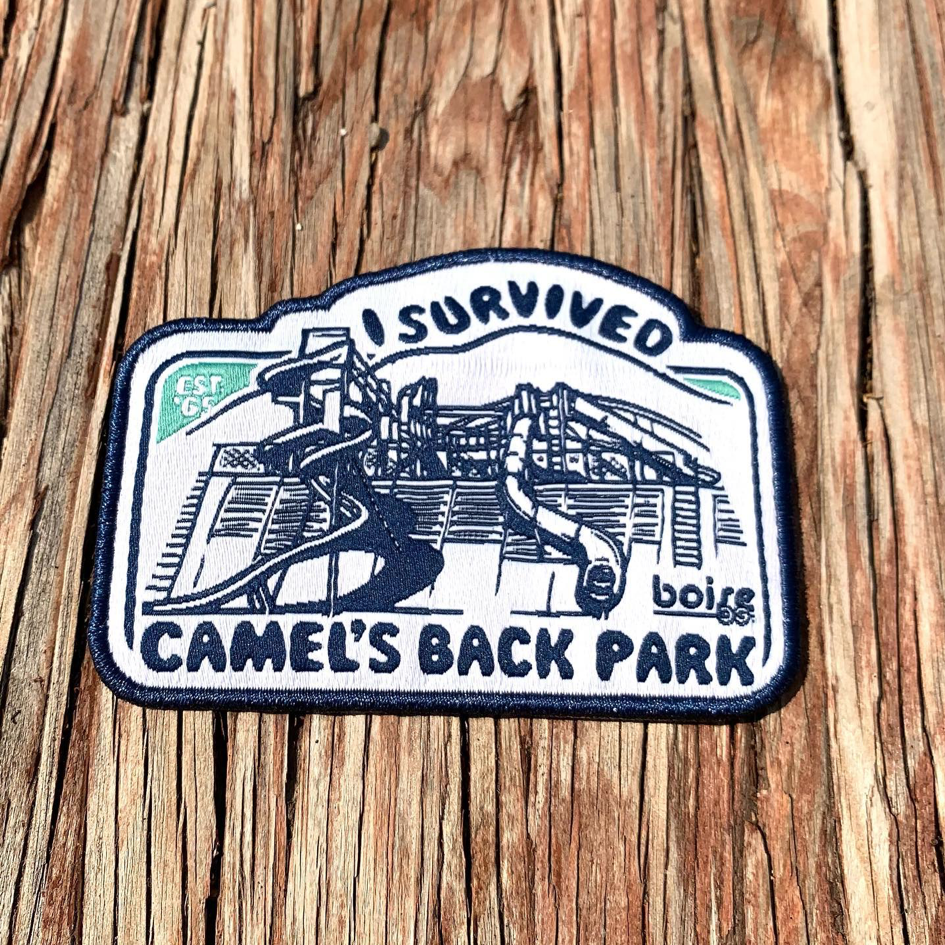 I SURVIVED
EST
'65
boise
CAMEL'S BACK PARK